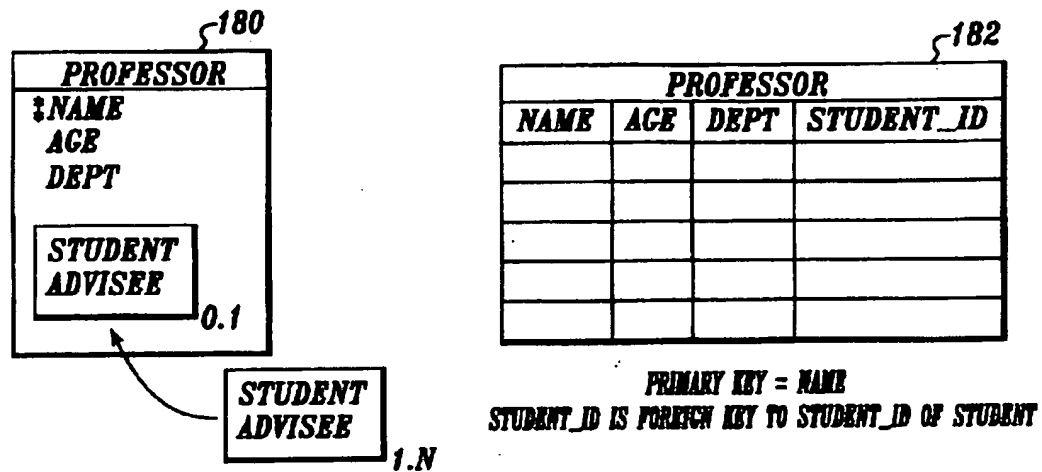 180
PROFESSOR
‡NAME
AGE
DEPT
STUDENT
ADVISEE
0.1
STUDENT
ADVISEE
1.N
182
PROFESSOR
NAME AGE DEPT STUDENT_ID
PRIMARY KEY = NAME
STUDENT_ID IS FOREIGN KEY TO STUDENT_ID OF STUDENT